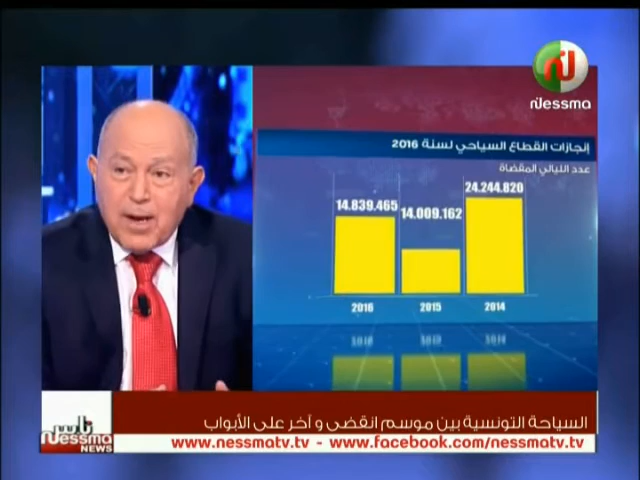 Nessma
إنجازات القطاع السياحي لسنة 2016
عدد الليالي المقضاة
14.839.465 14.009.162 24.244.820
2016 2015 2014
السياحة التونسية بين موسم انقضى و آخر على الأبواب
ناس
Nessma
NEWS
www.nessmatv.tv - www.facebook.com/nessmatv.tv